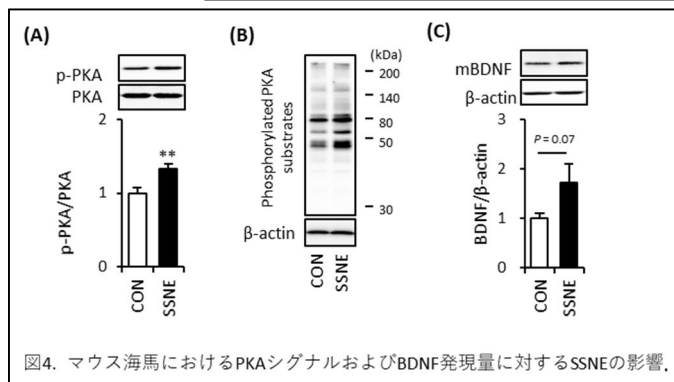 (A)
p-PKA
PKA
p-PKA/PKA
2
1
0
**
CON
SSNE
(B)
Phosphorylated PKA
substrates
(kDa)
200
140
80
50
30
β-actin
CON
SSNE
(C)
mBDNF
β-actin
BDNF/β-actin
3
2
1
0
P = 0.07
CON
SSNE
図4. マウス海馬におけるPKAシグナルおよびBDNF発現量に対するSSNEの影響.